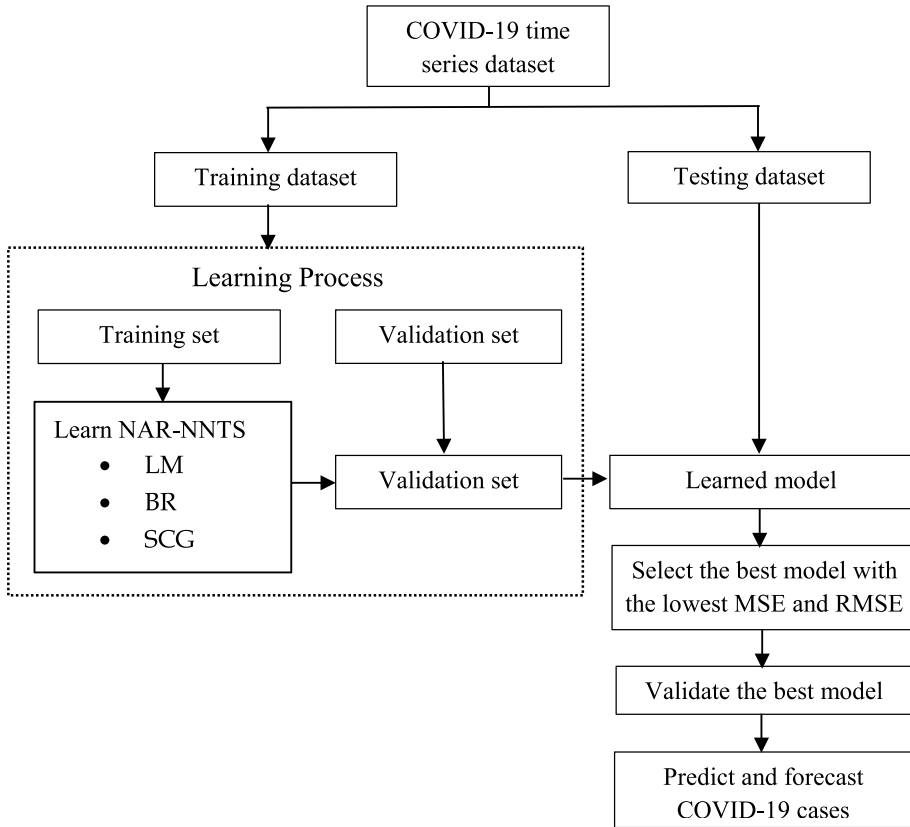 COVID-19 time
series dataset
Training dataset
Testing dataset
Learning Process
Training set
Validation set
Learn NAR-NNTS
• LM
• BR
• SCG
Validation set
Learned model
Select the best model with
the lowest MSE and RMSE
Validate the best model
Predict and forecast
COVID-19 cases